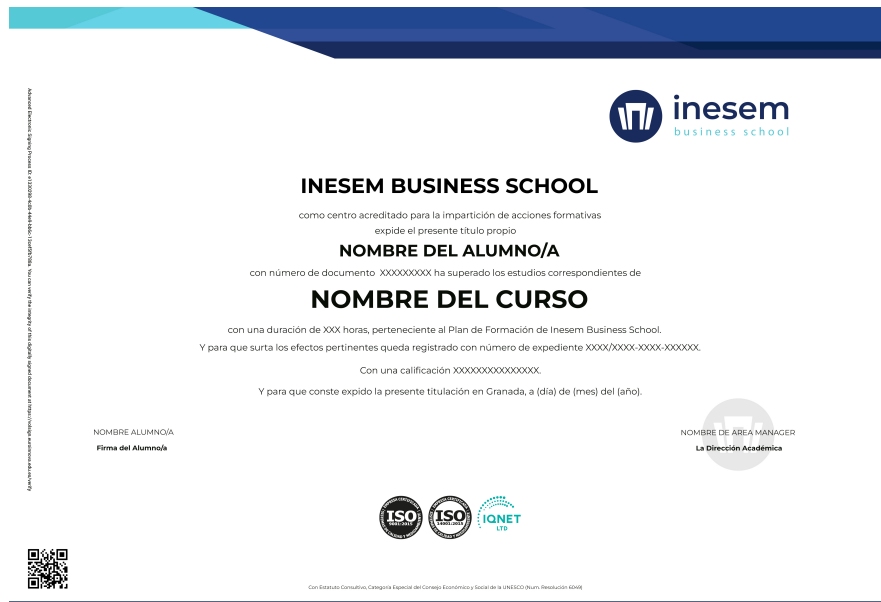 inesem
business school
INESEM BUSINESS SCHOOL
como centro acreditado para la impartición de acciones formativas
expide el presente título propio
NOMBRE DEL ALUMNO/A
con número de documento XXXXXXXXX ha superado los estudios correspondientes de
NOMBRE DEL CURSO
con una duración de XXX horas, perteneciente al Plan de Formación de Inesem Business School.
Y para que surta los efectos pertinentes queda registrado con número de expediente XXXX/XXXX-XXXX-XXXXXX.
Con una calificación XXXXXXXXXXXXXXX.
Y para que conste expido la presente titulación en Granada, a (día) de (mes) del (año).
NOMBRE ALUMNO/A
Firma del Alumno/a
NOMBRE DE AREA MANAGER
La Dirección Académica
ISO
9001:2015
ISO
14001:2015
IQNET
LTD
Con Estatuto Consultivo, Categoría Especial del Consejo Económico y Social de la UNESCO (Núm. Resolución 6049)